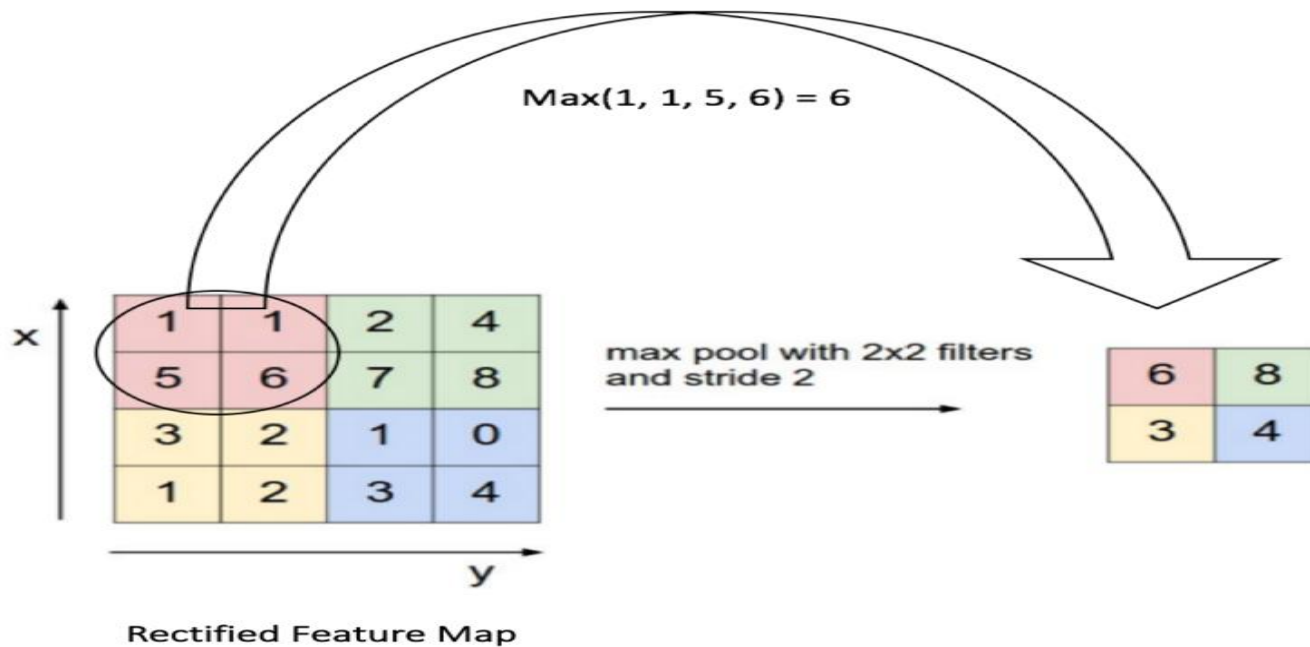 Max(1, 1, 5, 6) = 6
x
1 1 2 4
5 6 7 8
3 2 1 0
1 2 3 4
y
Rectified Feature Map
max pool with 2x2 filters
and stride 2
6 8
3 4